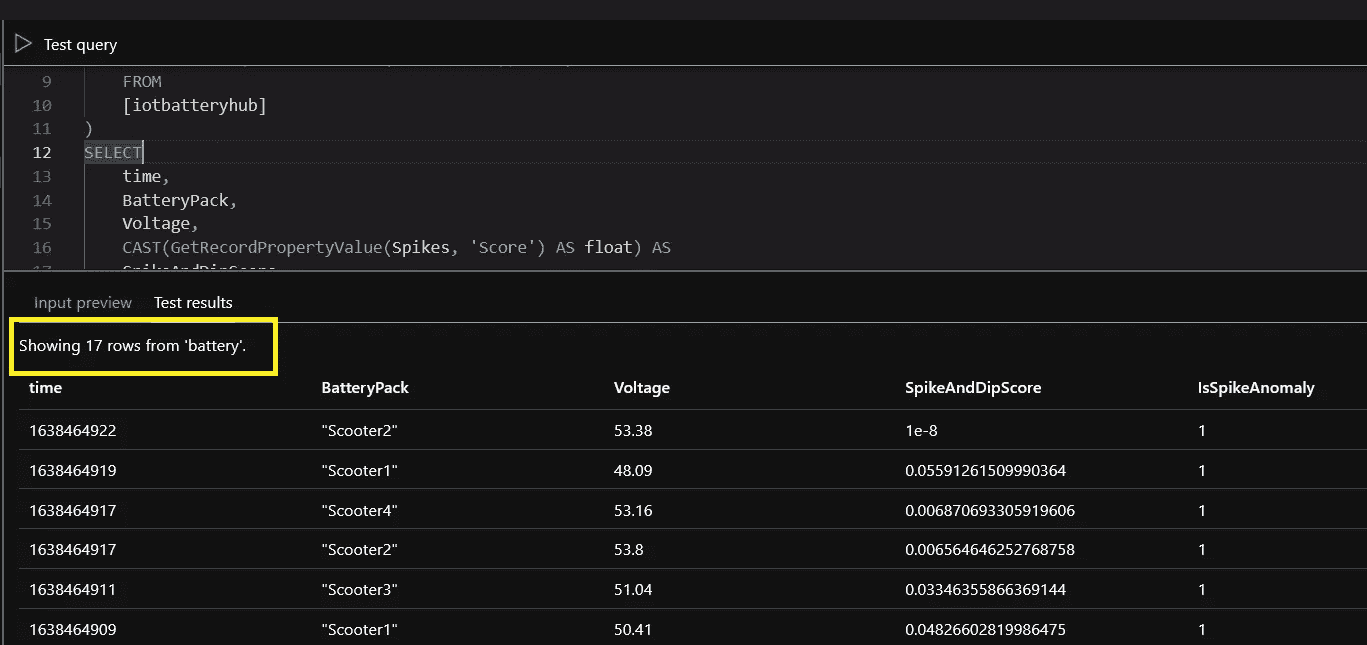 Test query
9 FROM
10 [iotbatteryhub]
11 )
12 SELECT
13 time,
14 BatteryPack,
15 Voltage,
16 CAST(GetRecordPropertyValue(Spikes, 'Score') AS float) AS
17 SpikeAndDipScore
Input preview Test results
Showing 17 rows from 'battery'.
time BatteryPack Voltage SpikeAndDipScore IsSpikeAnomaly
1638464922 "Scooter2" 53.38 1e-8 1
1638464919 "Scooter1" 48.09 0.05591261509990364 1
1638464917 "Scooter4" 53.16 0.006870693305919606 1
1638464917 "Scooter2" 53.8 0.006564646252768758 1
1638464911 "Scooter3" 51.04 0.03346355866369144 1
1638464909 "Scooter1" 50.41 0.04826602819986475 1